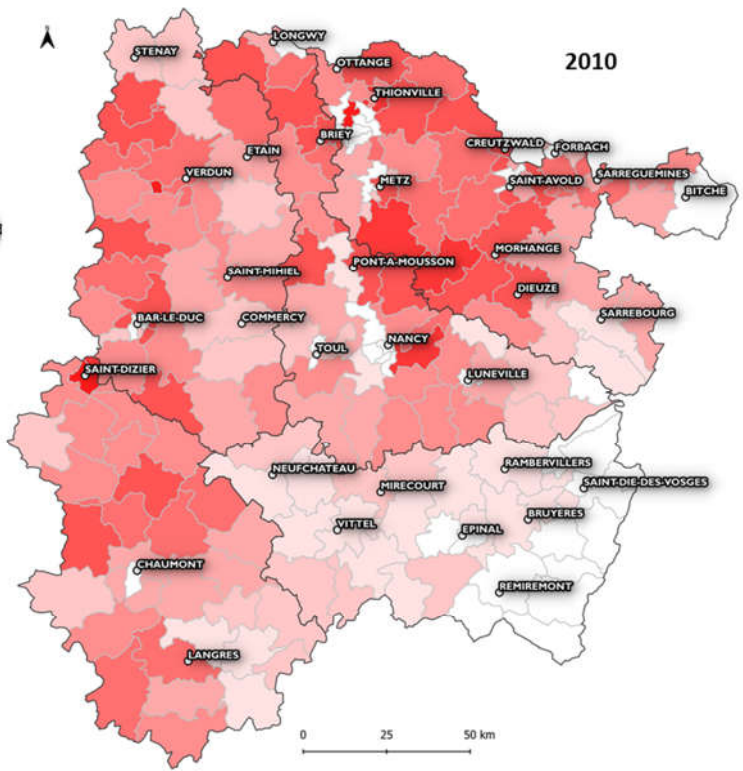 LONGWY
STENAY
2010
OTTANGE
THIONVILLE
BRIEY
CREUTZWALD
FORBACH
ETAIN
VERDUN
METZ
SAINT-AVOLD
SARREGUEMINES
BITCHE
MORHANGE
PONT-A-MOUSSON
SAINT-MIHIEL
DIEUZE
BAR-LE-DUC
COMMERCY
SARREBOURG
TOUL
NANCY
SAINT-DIZIER
LUNEVILLE
NEUFCHATEAU
RAMBERVILLERS
MIRECOURT
SAINT-DIE-DES-VOSGES
BRUYERES
VITTEL
EPINAL
CHAUMONT
REMIREMONT
LANGRES
0 25 50 km